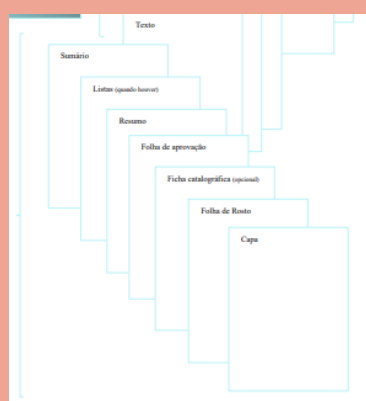 Texto
Sumário
Listas (quando houver)
Resumo
Folha de aprovação
Ficha catalográfica (opcional)
Folha de Rosto
Capa